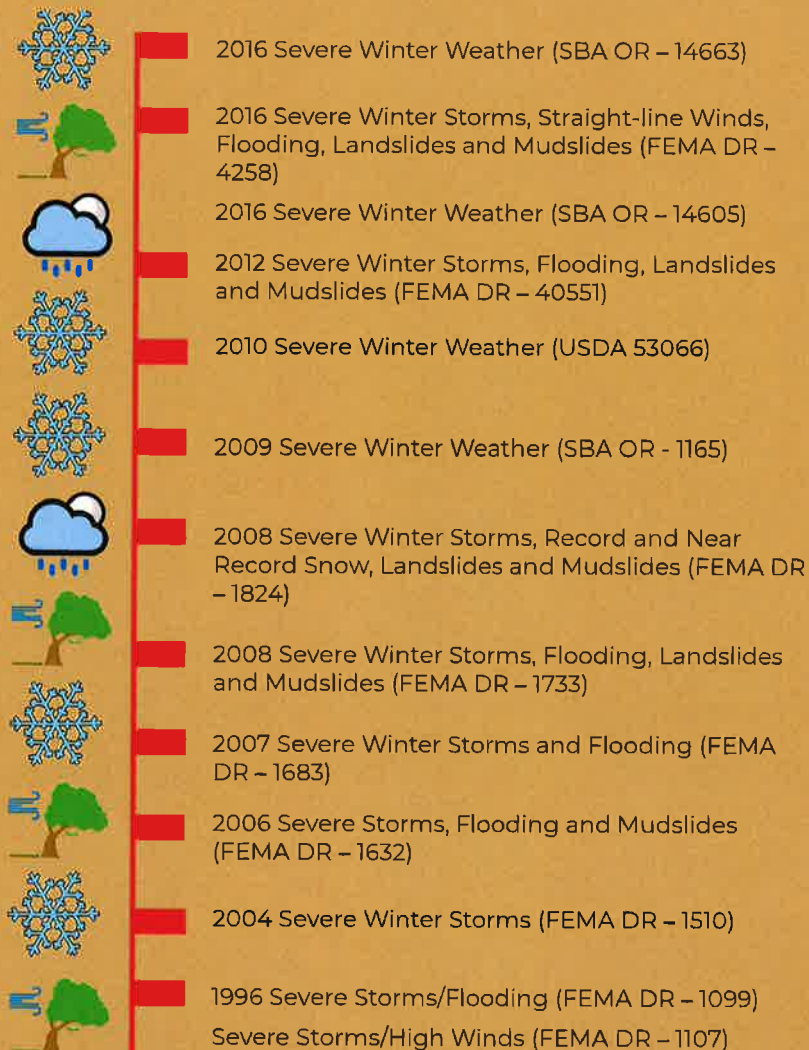 2016 Severe Winter Weather (SBA OR – 14663)
2016 Severe Winter Storms, Straight-line Winds,
Flooding, Landslides and Mudslides (FEMA DR –
4258)
2016 Severe Winter Weather (SBA OR – 14605)
2012 Severe Winter Storms, Flooding, Landslides
and Mudslides (FEMA DR – 40551)
2010 Severe Winter Weather (USDA 53066)
2009 Severe Winter Weather (SBA OR - 1165)
2008 Severe Winter Storms, Record and Near
Record Snow, Landslides and Mudslides (FEMA DR
– 1824)
2008 Severe Winter Storms, Flooding, Landslides
and Mudslides (FEMA DR – 1733)
2007 Severe Winter Storms and Flooding (FEMA
DR – 1683)
2006 Severe Storms, Flooding and Mudslides
(FEMA DR – 1632)
2004 Severe Winter Storms (FEMA DR – 1510)
1996 Severe Storms/Flooding (FEMA DR – 1099)
Severe Storms/High Winds (FEMA DR – 1107)